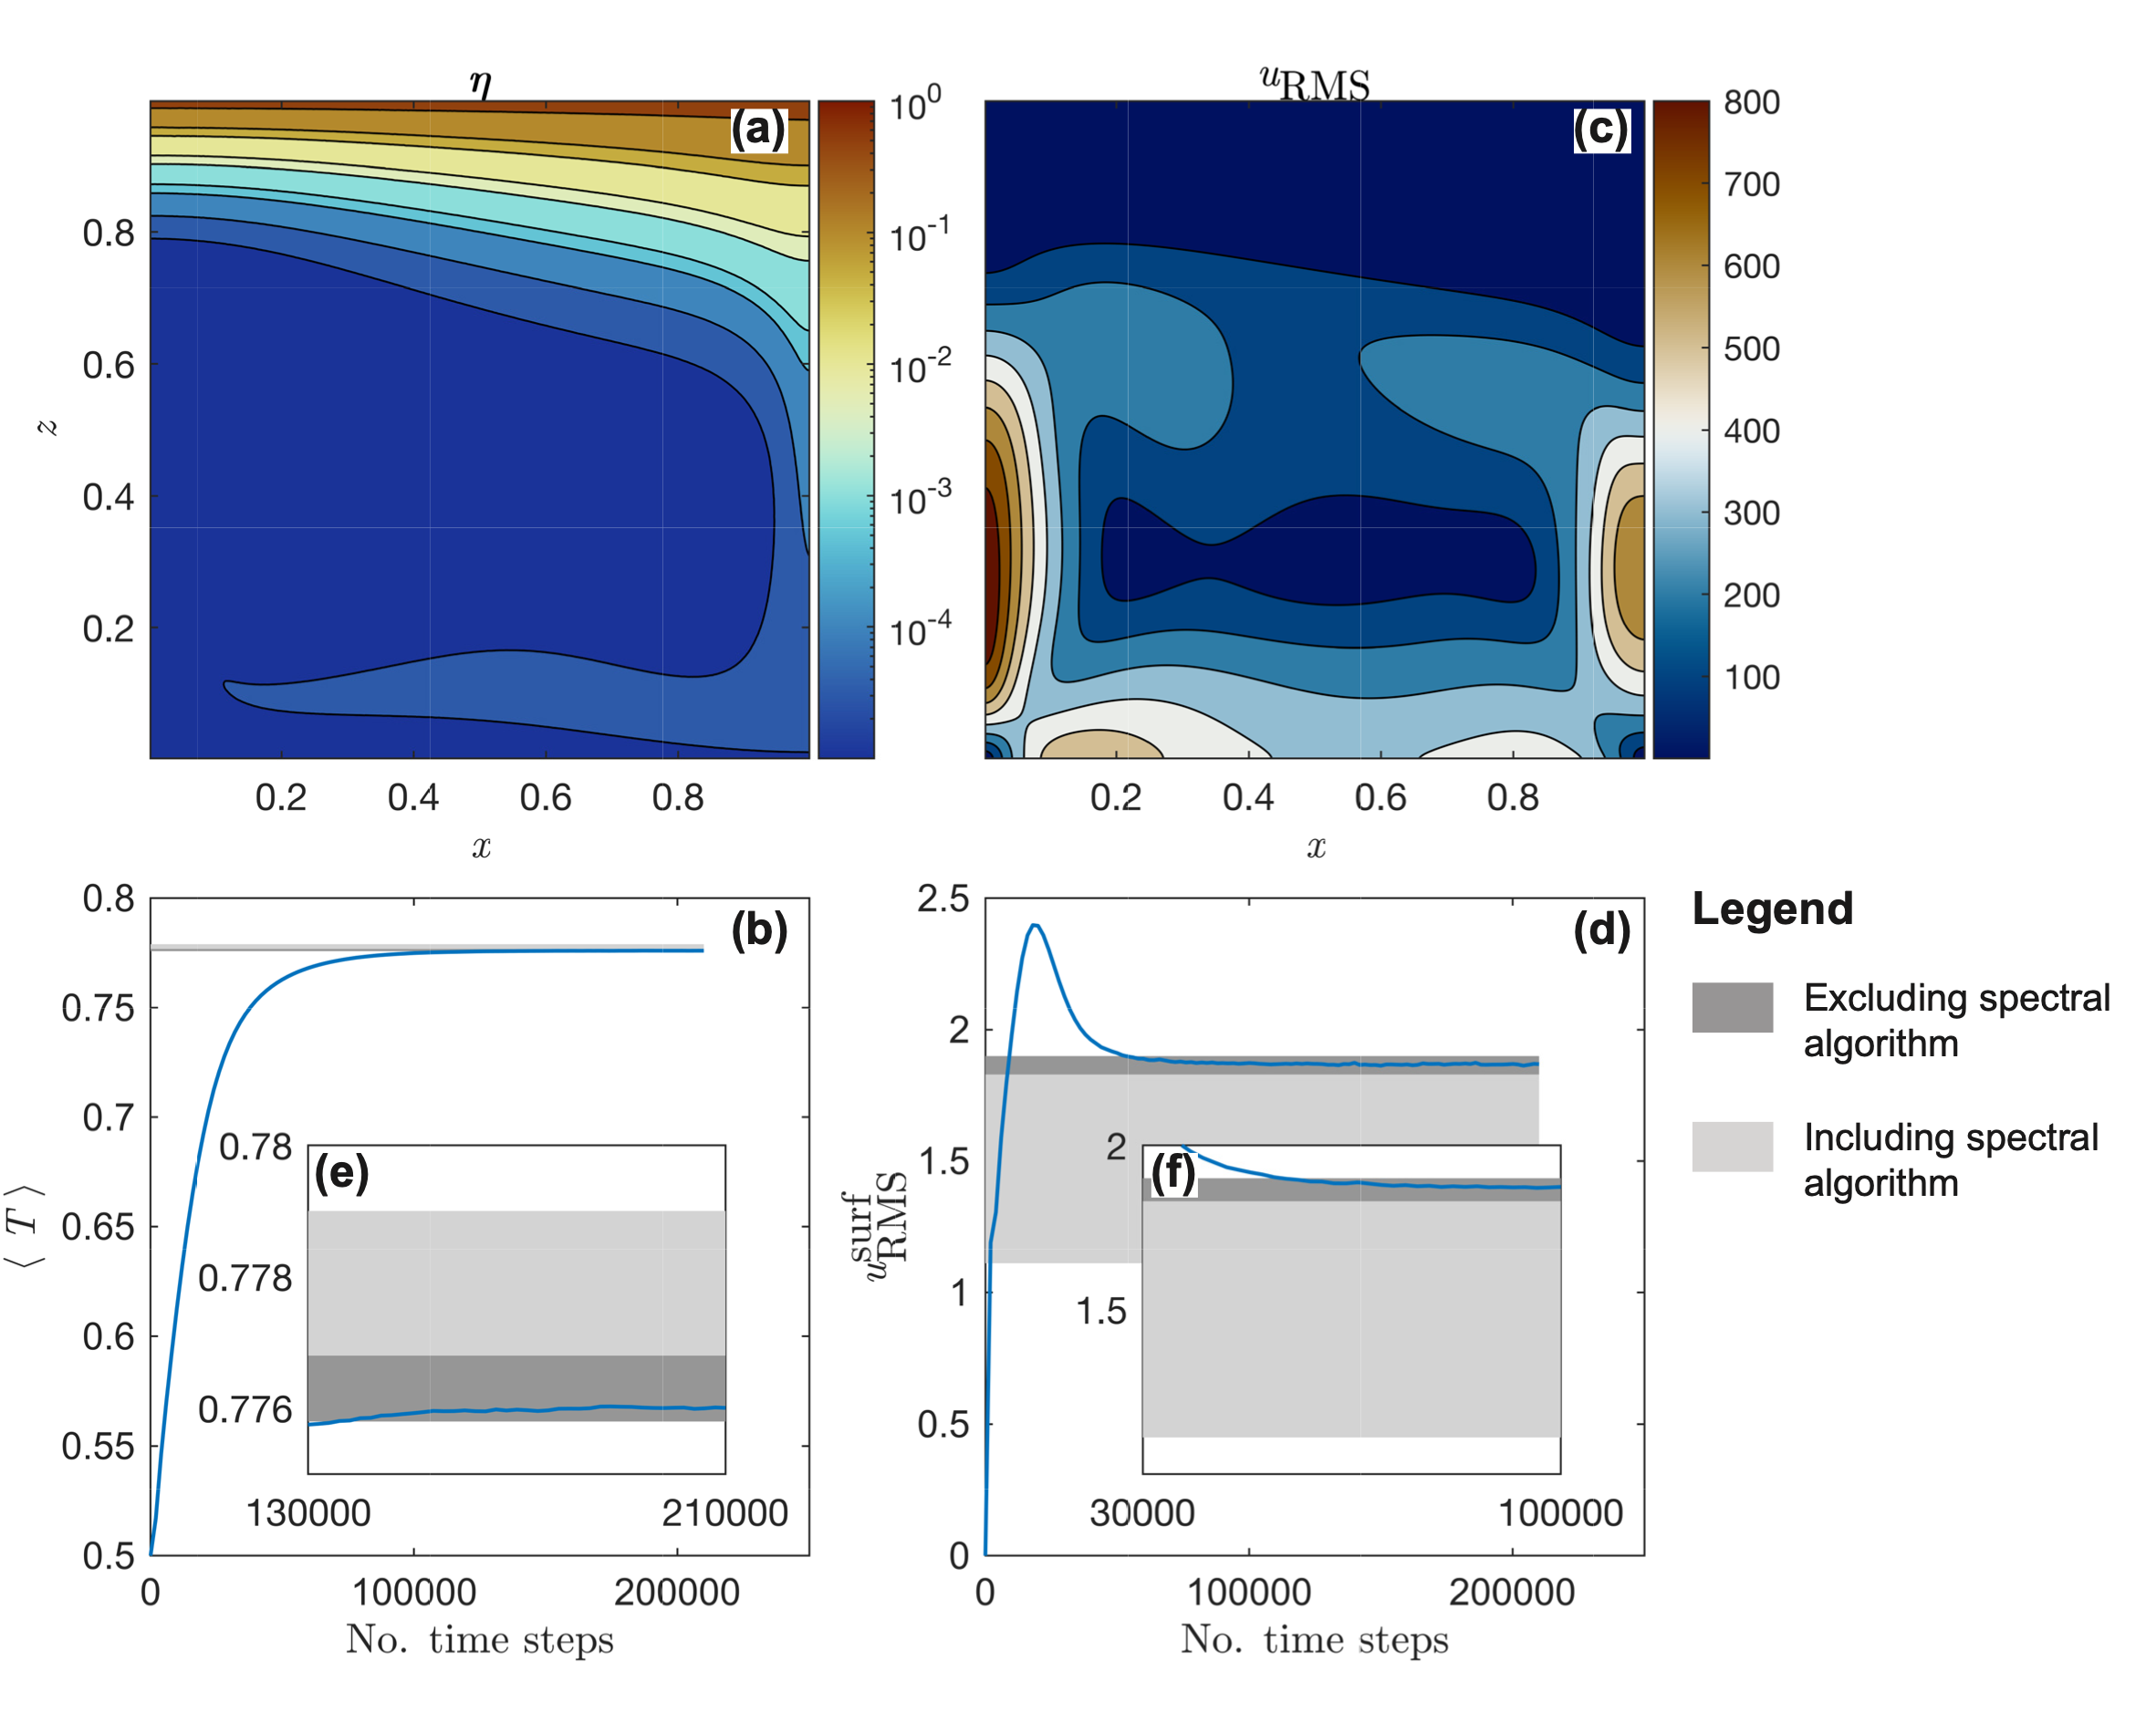 η
(a)
10^0
10^-1
10^-2
10^-3
10^-4
0.8
0.6
0.4
0.2
z
0.2 0.4 0.6 0.8
x
u_RMS
(c)
800
700
600
500
400
300
200
100
0.2 0.4 0.6 0.8
x
0.8
0.75
0.7
0.65
0.6
0.55
0.5
⟨ T ⟩
(b)
0 100000 200000
No. time steps
(e)
0.78
0.778
0.776
130000 210000
2.5
2
1.5
1
0.5
0
u_RMS^surf
(d)
0 100000 200000
No. time steps
(f)
2
1.5
30000 100000
Legend
Excluding spectral
algorithm
Including spectral
algorithm